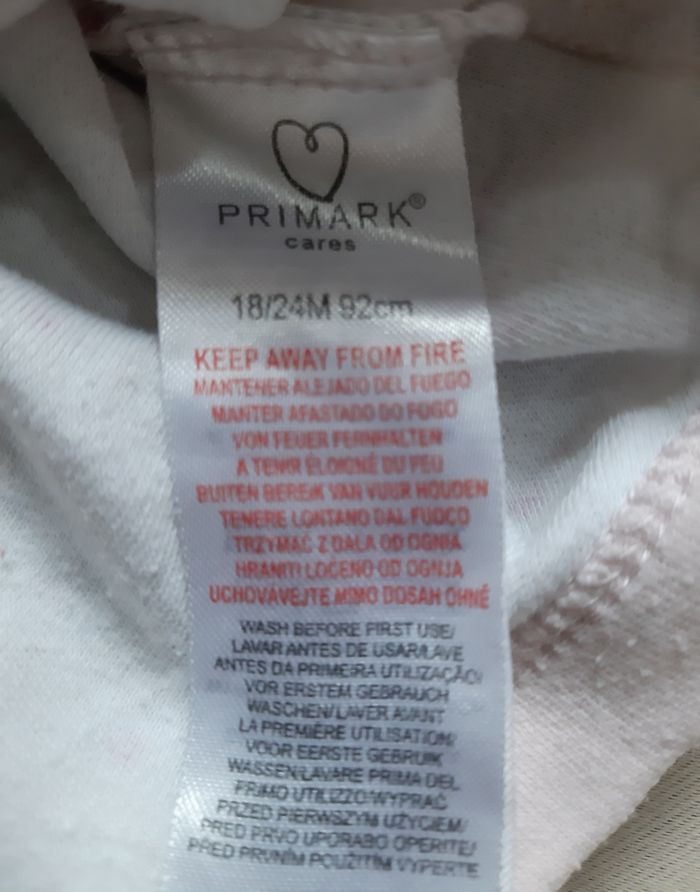 PRIMARK®
cares
18/24M 92cm
KEEP AWAY FROM FIRE
MANTENER ALEJADO DEL FUEGO
MANTER AFASTADO DO FOGO
VON FEUER FERNHALTEN
A TENIR ÉLOIGNÉ DU FEU
BUITEN BEREIK VAN VUUR HOUDEN
TENERE LONTANO DAL FUOCO
TRZYMAĆ Z DALA OD OGNIA
HRANITI LOČENO OD OGNJA
UCHOVÁVEJTE MIMO DOSAH OHNĚ
WASH BEFORE FIRST USE/
LAVAR ANTES DE USAR/LAVE
ANTES DA PRIMEIRA UTILIZAÇÃO/
VOR ERSTEM GEBRAUCH
WASCHEN/LAVER AVANT
LA PREMIÈRE UTILISATION/
VOOR EERSTE GEBRUIK
WASSEN/LAVARE PRIMA DEL
PRIMO UTILIZZO/WYPRAĆ
PRZED PIERWSZYM UŻYCIEM/
PRED PRVO UPORABO OPERITE/
PŘED PRVNÍM POUŽITÍM VYPERTE